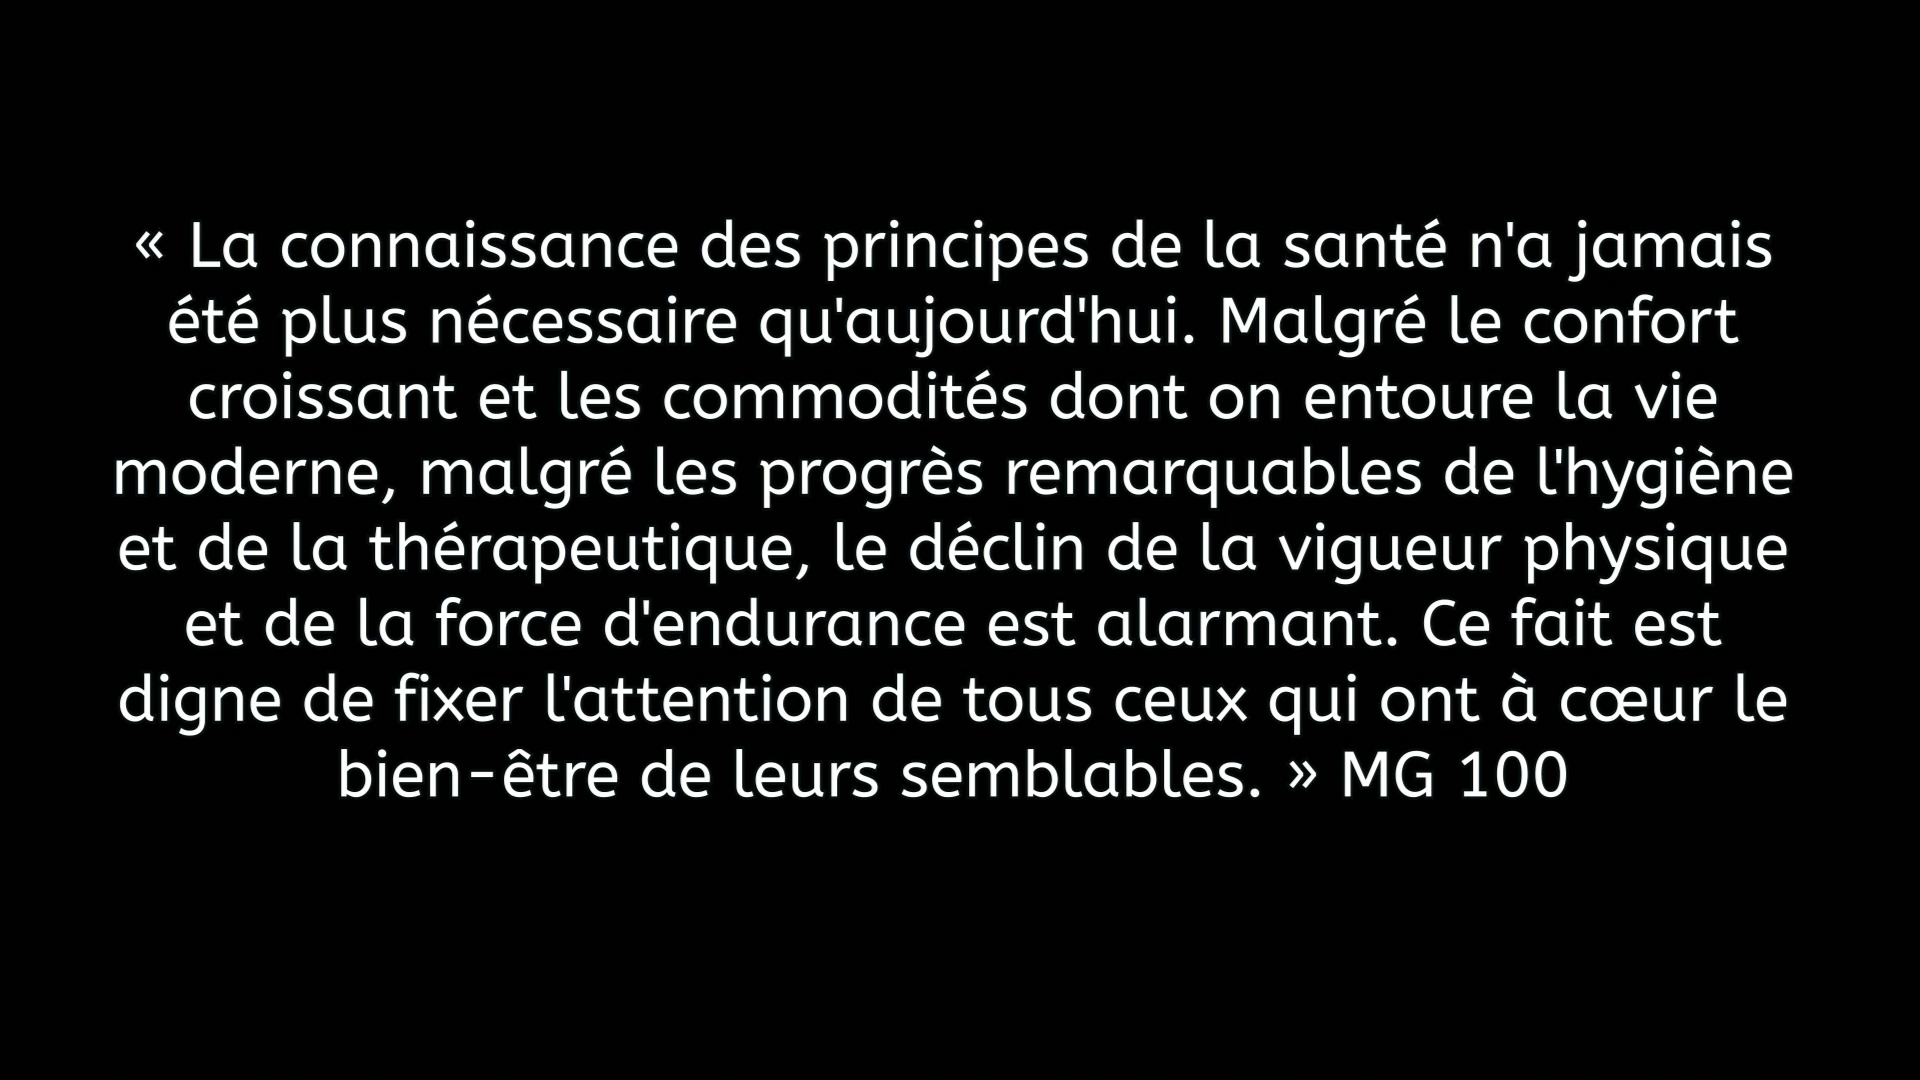 « La connaissance des principes de la santé n'a jamais
été plus nécessaire qu'aujourd'hui. Malgré le confort
croissant et les commodités dont on entoure la vie
moderne, malgré les progrès remarquables de l'hygiène
et de la thérapeutique, le déclin de la vigueur physique
et de la force d'endurance est alarmant. Ce fait est
digne de fixer l'attention de tous ceux qui ont à cœur le
bien-être de leurs semblables. » MG 100